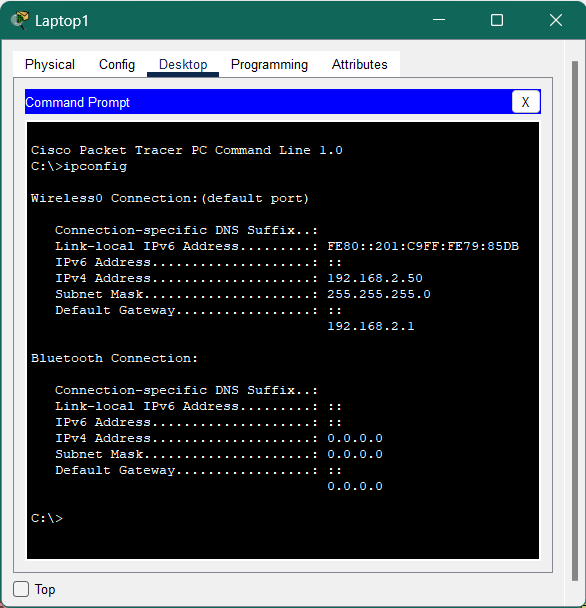 Laptop1
Physical Config Desktop Programming Attributes
Command Prompt X
Cisco Packet Tracer PC Command Line 1.0
C:\>ipconfig
Wireless0 Connection:(default port)
Connection-specific DNS Suffix..:
Link-local IPv6 Address.........: FE80::201:C9FF:FE79:85DB
IPv6 Address....................: ::
IPv4 Address....................: 192.168.2.50
Subnet Mask.....................: 255.255.255.0
Default Gateway.................: ::
192.168.2.1
Bluetooth Connection:
Connection-specific DNS Suffix..:
Link-local IPv6 Address.........: ::
IPv6 Address....................: ::
IPv4 Address....................: 0.0.0.0
Subnet Mask.....................: 0.0.0.0
Default Gateway.................: ::
0.0.0.0
C:\>
Top